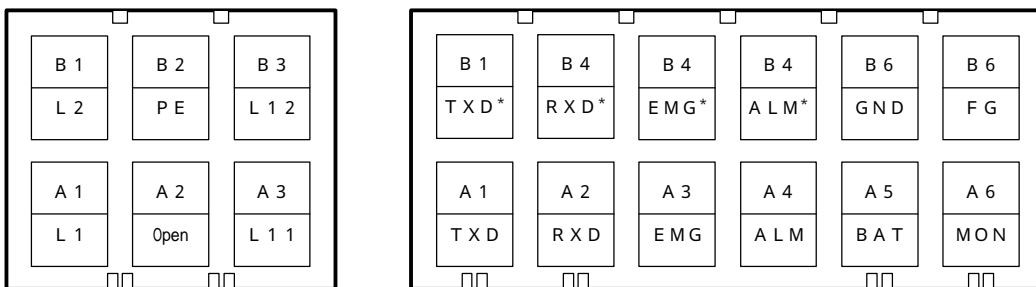 B 1 B 2 B 3
L 2 P E L 1 2
A 1 A 2 A 3
L 1 Open L 1 1
B 1 B 4 B 4 B 4 B 6 B 6
T X D* R X D* E M G* A L M* G N D F G
A 1 A 2 A 3 A 4 A 5 A 6
T X D R X D E M G A L M B A T M O N